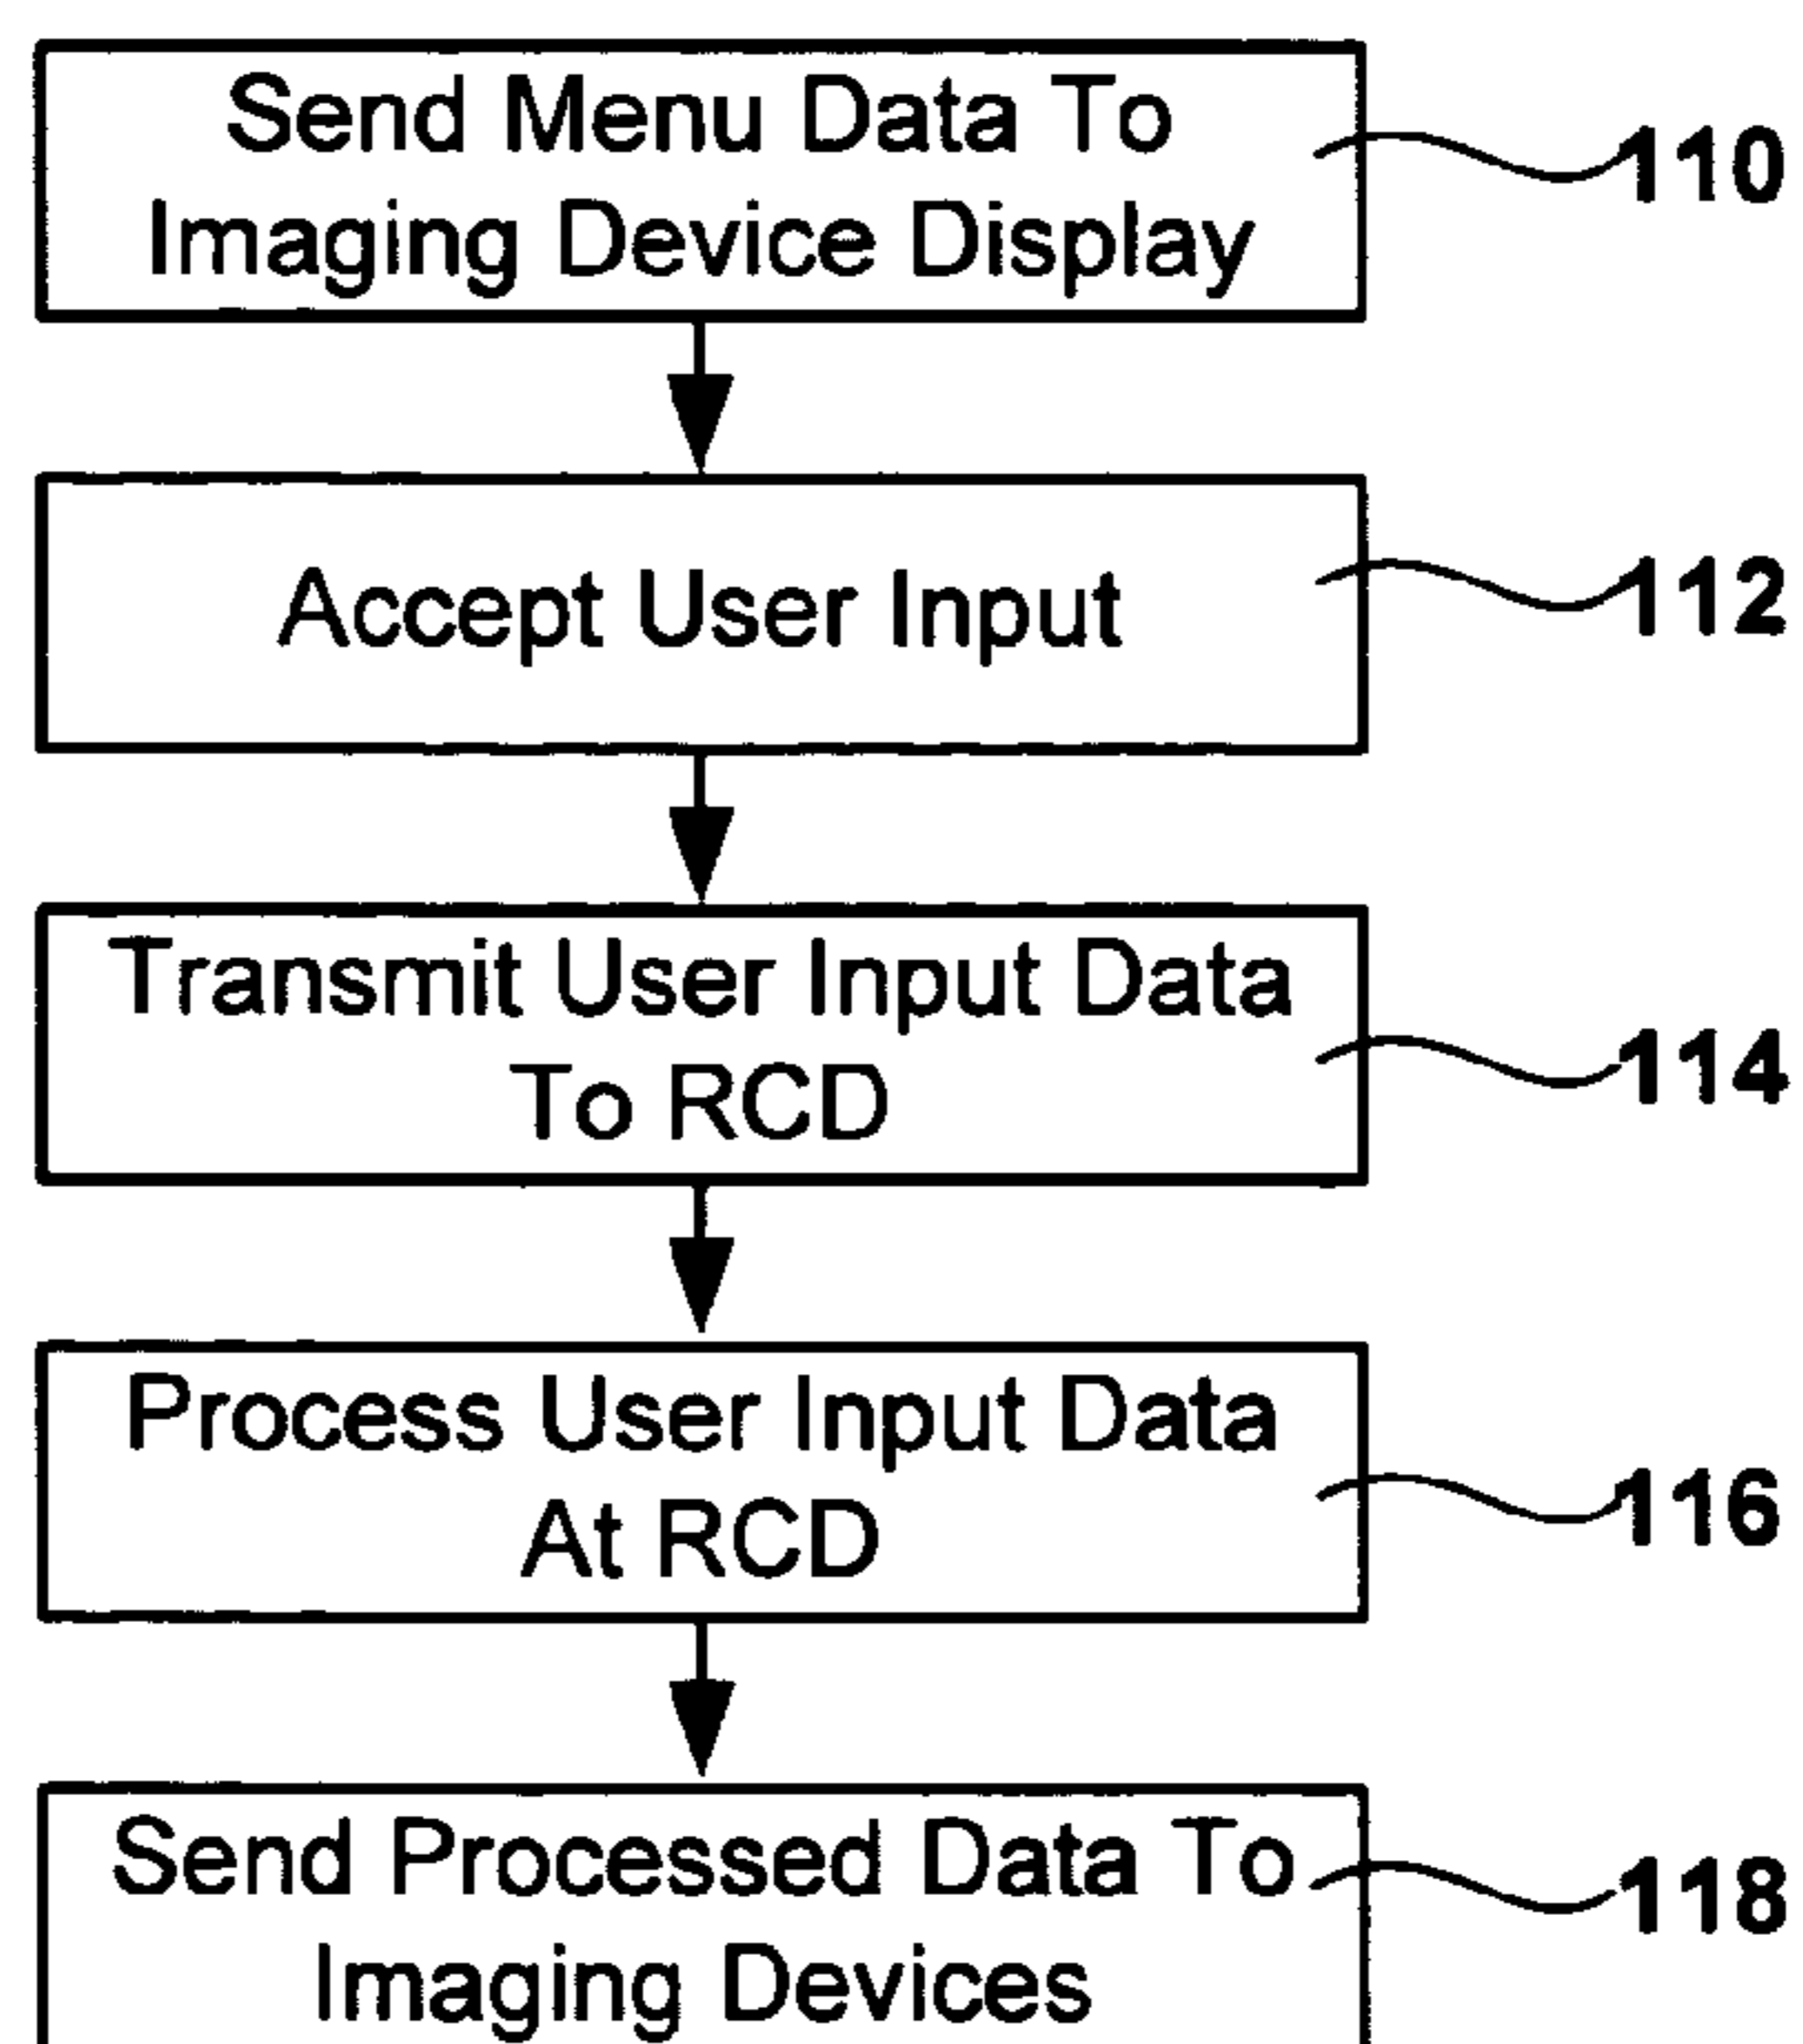 Send Menu Data To
Imaging Device Display
110
Accept User Input
112
Transmit User Input Data
To RCD
114
Process User Input Data
At RCD
116
Send Processed Data To
Imaging Devices
118